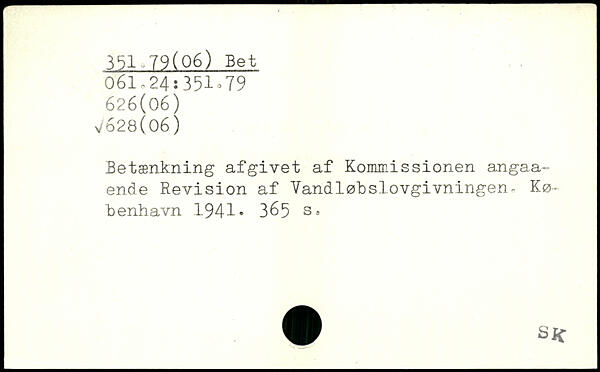 351.79(06) Bet
061.24:351.79
626(06)
√628(06)
Betænkning afgivet af Kommissionen angaa-
ende Revision af Vandløbslovgivningen. Kø-
benhavn 1941. 365 s.
SK